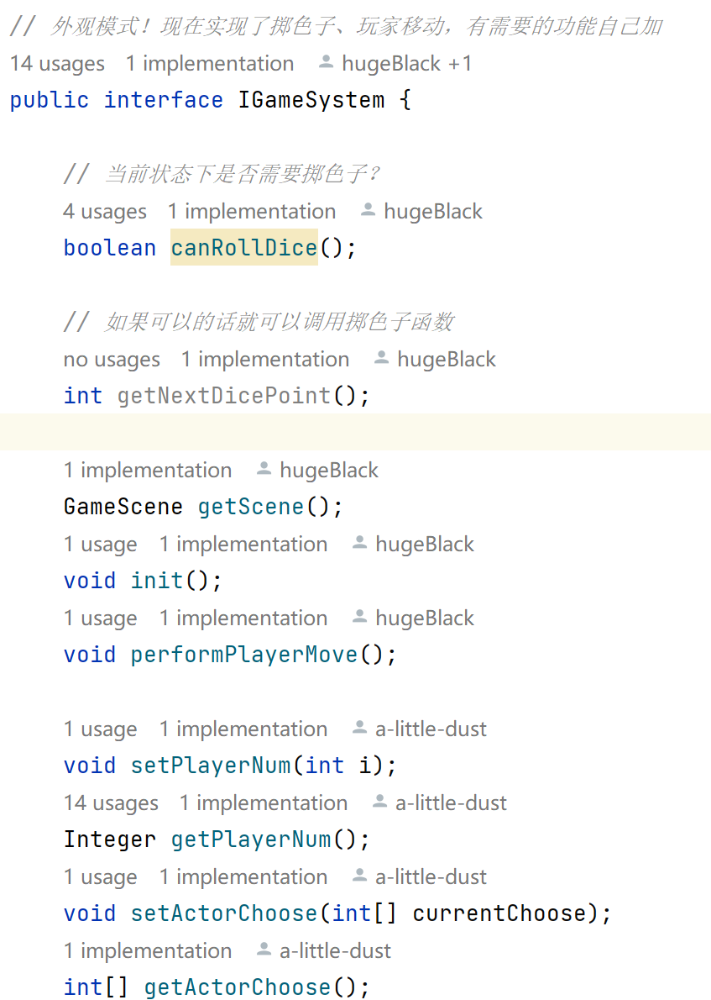 // 外观模式！现在实现了掷色子、玩家移动，有需要的功能自己加
14 usages 1 implementation hugeBlack +1
public interface IGameSystem {
// 当前状态下是否需要掷色子？
4 usages 1 implementation hugeBlack
boolean canRollDice();
// 如果可以的话就可以调用掷色子函数
no usages 1 implementation hugeBlack
int getNextDicePoint();
1 implementation hugeBlack
GameScene getScene();
1 usage 1 implementation hugeBlack
void init();
1 usage 1 implementation hugeBlack
void performPlayerMove();
1 usage 1 implementation a-little-dust
void setPlayerNum(int i);
14 usages 1 implementation a-little-dust
Integer getPlayerNum();
1 usage 1 implementation a-little-dust
void setActorChoose(int[] currentChoose);
1 implementation a-little-dust
int[] getActorChoose();